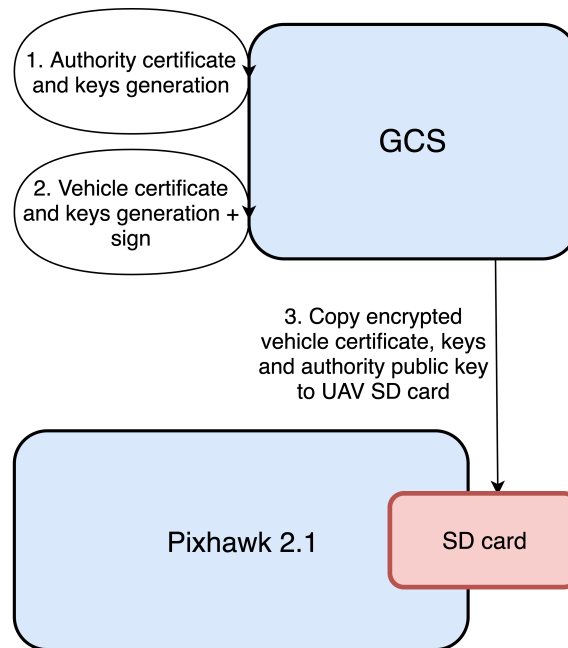 1. Authority certificate
and keys generation
GCS
2. Vehicle certificate
and keys generation +
sign
3. Copy encrypted
vehicle certificate, keys
and authority public key
to UAV SD card
Pixhawk 2.1
SD card